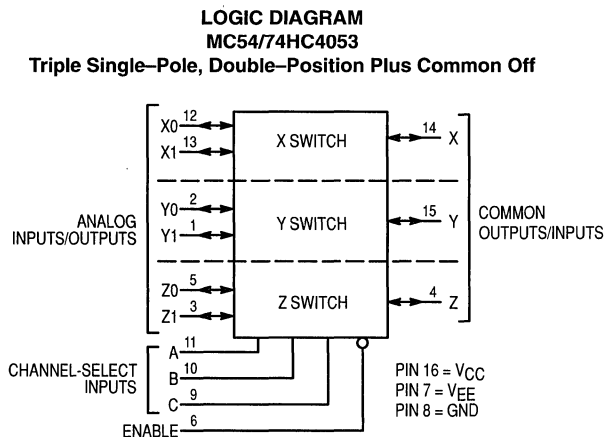 LOGIC DIAGRAM
MC54/74HC4053
Triple Single–Pole, Double–Position Plus Common Off
X0 12
X1 13
X SWITCH
14 X
Y0 2
Y1 1
Y SWITCH
15 Y
ANALOG
INPUTS/OUTPUTS
COMMON
OUTPUTS/INPUTS
Z0 5
Z1 3
Z SWITCH
4 Z
CHANNEL-SELECT
INPUTS
A 11
B 10
C 9
ENABLE 6
PIN 16 = VCC
PIN 7 = VEE
PIN 8 = GND